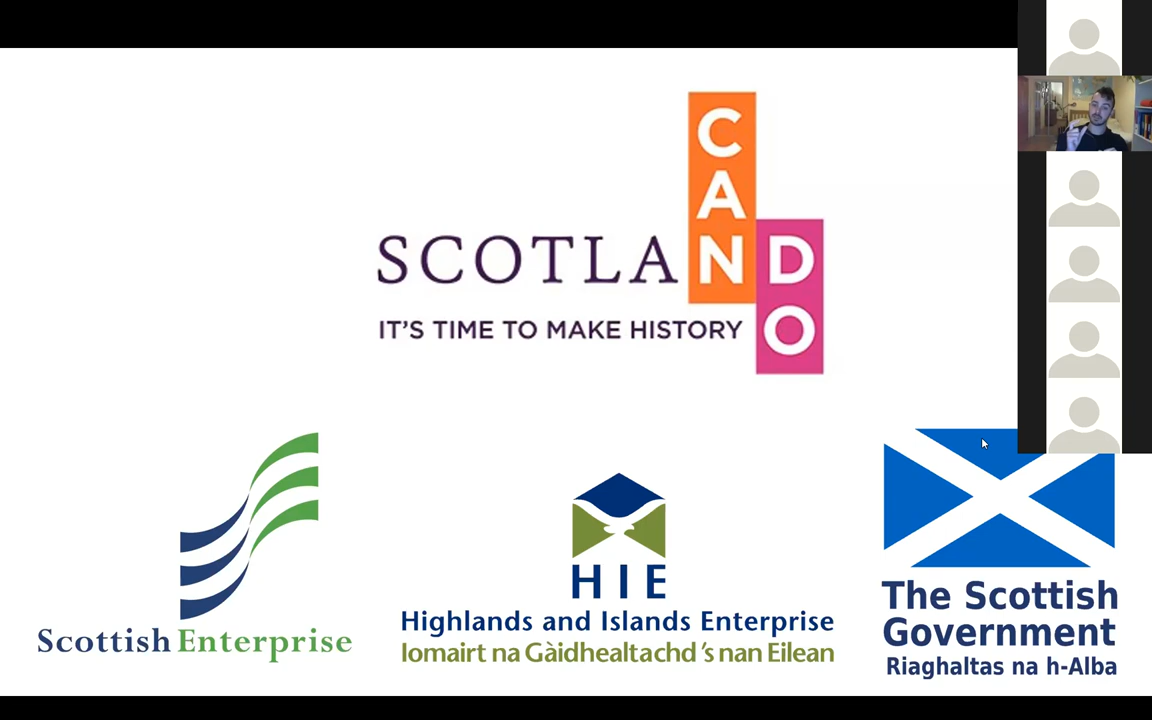 SCOTLA
CAN
DO
IT'S TIME TO MAKE HISTORY
Scottish Enterprise
HIE
Highlands and Islands Enterprise
Iomairt na Gàidhealtachd 's nan Eilean
The Scottish
Government
Riaghaltas na h-Alba